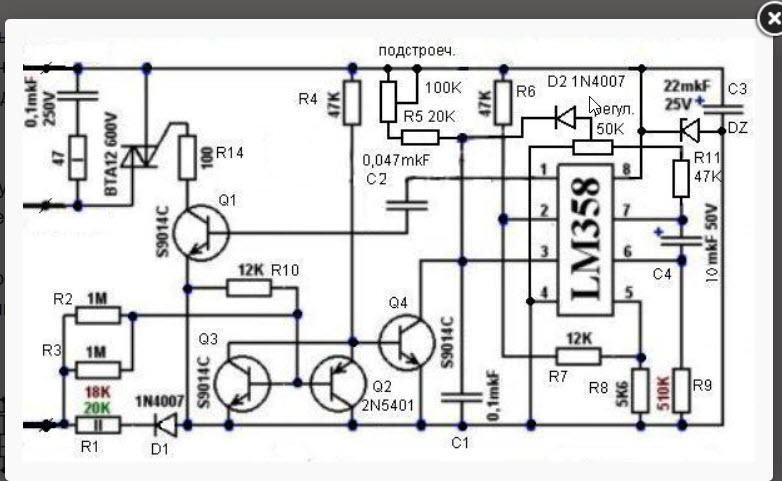 подстроеч.
100K
R4
47K
R5 20K
47K
R6
D2 1N4007
регул.
50K
22mkF
25V
+
C3
DZ
0,1mkF
250V
47
BTA12 600V
100
R14
0,047mkF
C2
R11
47K
Q1
S9014C
1
2
3
4
LM358
8
7
6
5
+
10 mkF 50V
C4
12K
R10
R2
1M
R3
1M
Q3
S9014C
Q4
S9014C
Q2
2N5401
12K
R7
R8
5K6
510K
R9
18K
20K
R1
1N4007
D1
0,1mkF
C1